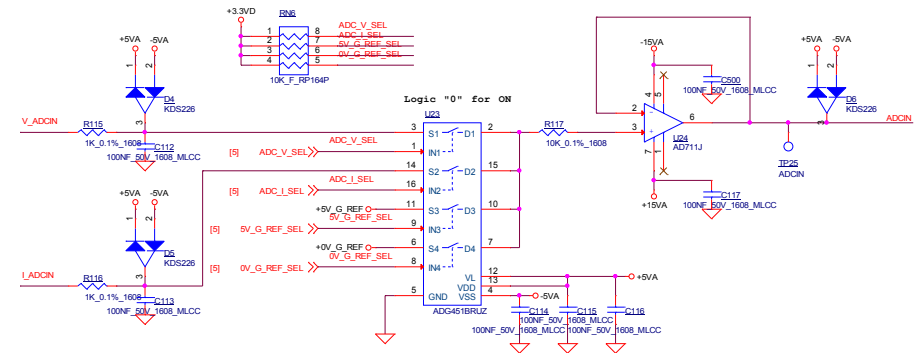 +3.3VD
RN6
1 8 ADC_V_SEL
2 7 ADC_I_SEL
3 6 5V_G_REF_SEL
4 5 0V_G_REF_SEL
10K_F_RP164P
+5VA -5VA
1 2
D4
KDS226
3
V_ADCIN
R115
1K_0.1%_1608
C112
100NF_50V_1608_MLCC
+5VA -5VA
1 2
D5
KDS226
3
I_ADCIN
R116
1K_0.1%_1608
C113
100NF_50V_1608_MLCC
Logic "0" for ON
U23
ADC_V_SEL
[5] ADC_V_SEL
ADC_I_SEL
[5] ADC_I_SEL
+5V_G_REF
5V_G_REF_SEL
[5] 5V_G_REF_SEL
+0V_G_REF
0V_G_REF_SEL
[5] 0V_G_REF_SEL
3 S1 D1 2
1 IN1
14 S2 D2 15
16 IN2
11 S3 D3 10
9 IN3
6 S4 D4 7
8 IN4
VL 12
VDD 13
5 GND VSS 4
ADG451BRUZ
+5VA
-5VA
C114
100NF_50V_1608_MLCC
C115
100NF_50V_1608_MLCC
C116
R117
10K_0.1%_1608
-15VA
C500
100NF_50V_1608_MLCC
4 5
2 -
3 +
6
7 1
U24
AD711J
C117
100NF_50V_1608_MLCC
+15VA
+5VA -5VA
1 2
D6
KDS226
3
ADCIN
TP25
ADCIN